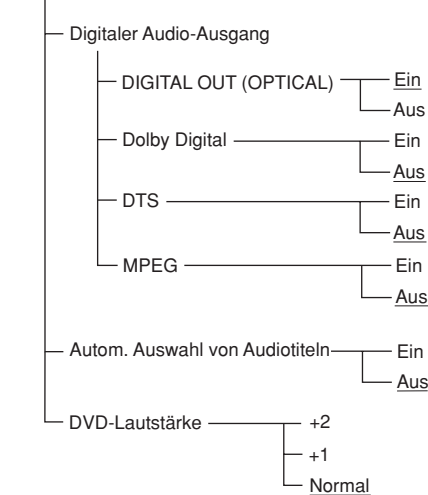 Digitaler Audio-Ausgang
DIGITAL OUT (OPTICAL) Ein
Aus
Dolby Digital Ein
Aus
DTS Ein
Aus
MPEG Ein
Aus
Autom. Auswahl von Audiotiteln Ein
Aus
DVD-Lautstärke +2
+1
Normal